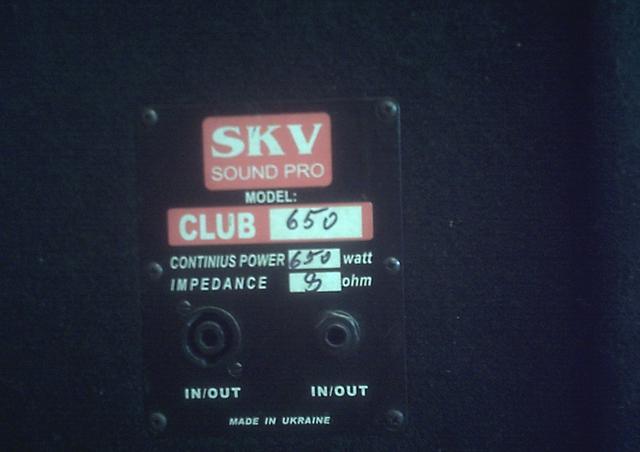 SKV
SOUND PRO
MODEL:
CLUB 650
CONTINIUS POWER 650 watt
IMPEDANCE 8 ohm
IN/OUT IN/OUT
MADE IN UKRAINE